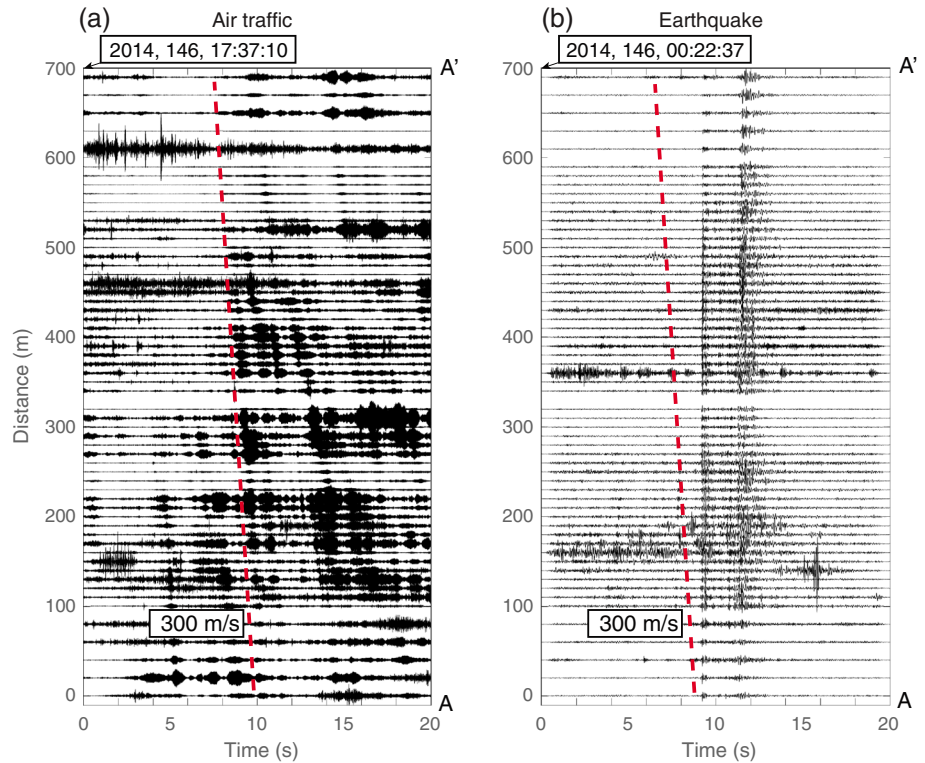 (a) Air traffic
2014, 146, 17:37:10
A'
700
600
500
400
300
200
100
0
Distance (m)
300 m/s
A
0 5 10 15 20
Time (s)
(b) Earthquake
2014, 146, 00:22:37
A'
700
600
500
400
300
200
100
0
300 m/s
A
0 5 10 15 20
Time (s)